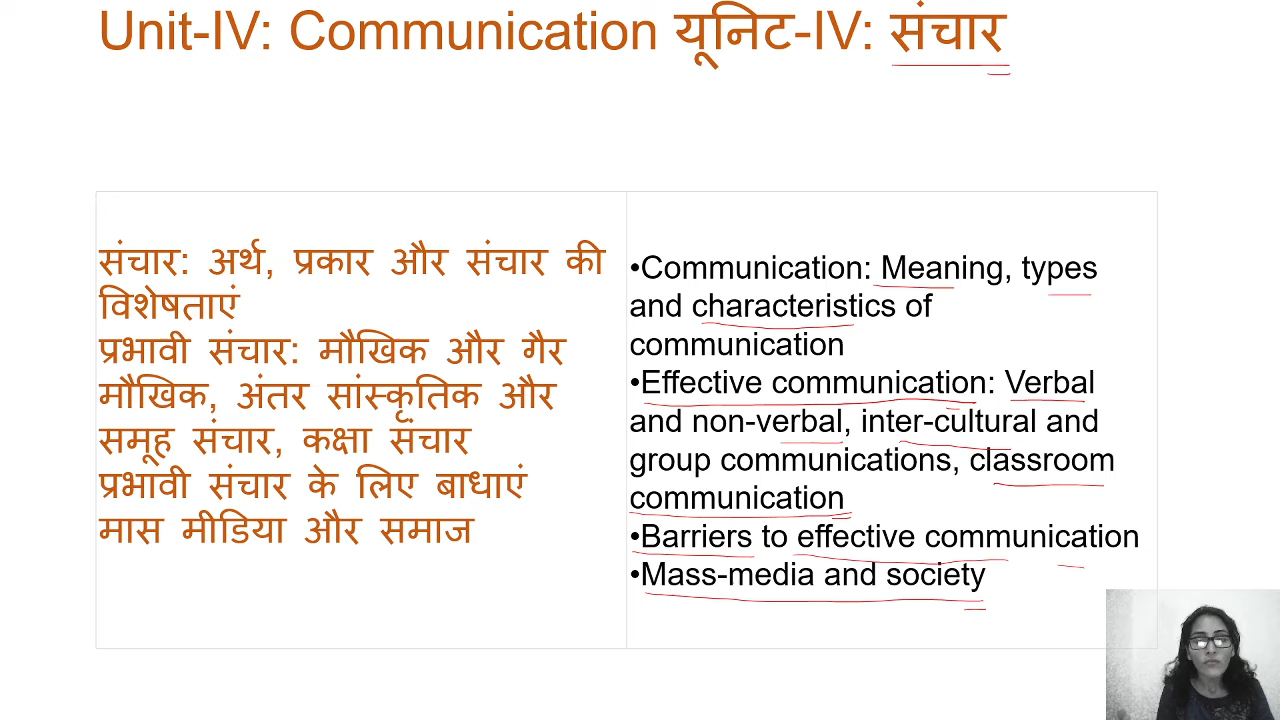 Unit-IV: Communication यूनिट-IV: संचार
संचार: अर्थ, प्रकार और संचार की
विशेषताएं
प्रभावी संचार: मौखिक और गैर
मौखिक, अंतर सांस्कृतिक और
समूह संचार, कक्षा संचार
प्रभावी संचार के लिए बाधाएं
मास मीडिया और समाज
•Communication: Meaning, types
and characteristics of
communication
•Effective communication: Verbal
and non-verbal, inter-cultural and
group communications, classroom
communication
•Barriers to effective communication
•Mass-media and society